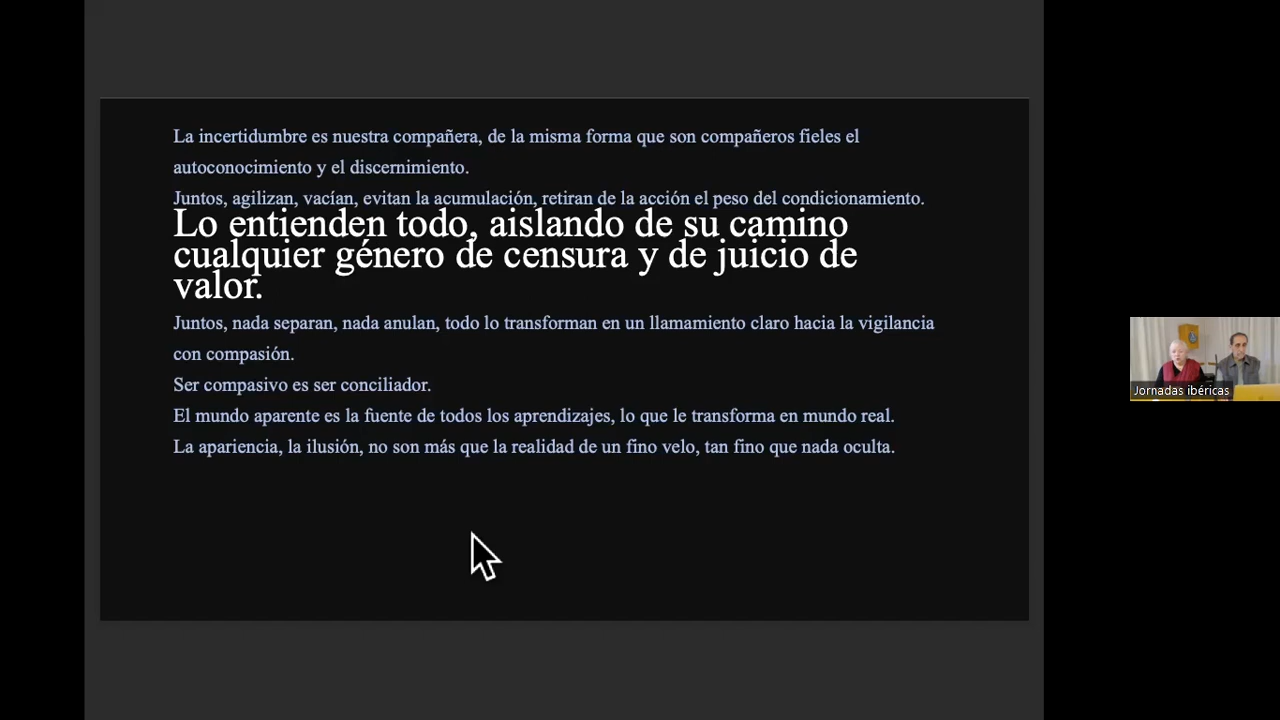 La incertidumbre es nuestra compañera, de la misma forma que son compañeros fieles el
autoconocimiento y el discernimiento.
Juntos, agilizan, vacían, evitan la acumulación, retiran de la acción el peso del condicionamiento.
Lo entienden todo, aislando de su camino
cualquier género de censura y de juicio de
valor.
Juntos, nada separan, nada anulan, todo lo transforman en un llamamiento claro hacia la vigilancia
con compasión.
Ser compasivo es ser conciliador.
El mundo aparente es la fuente de todos los aprendizajes, lo que le transforma en mundo real.
La apariencia, la ilusión, no son más que la realidad de un fino velo, tan fino que nada oculta.
Jornadas ibéricas